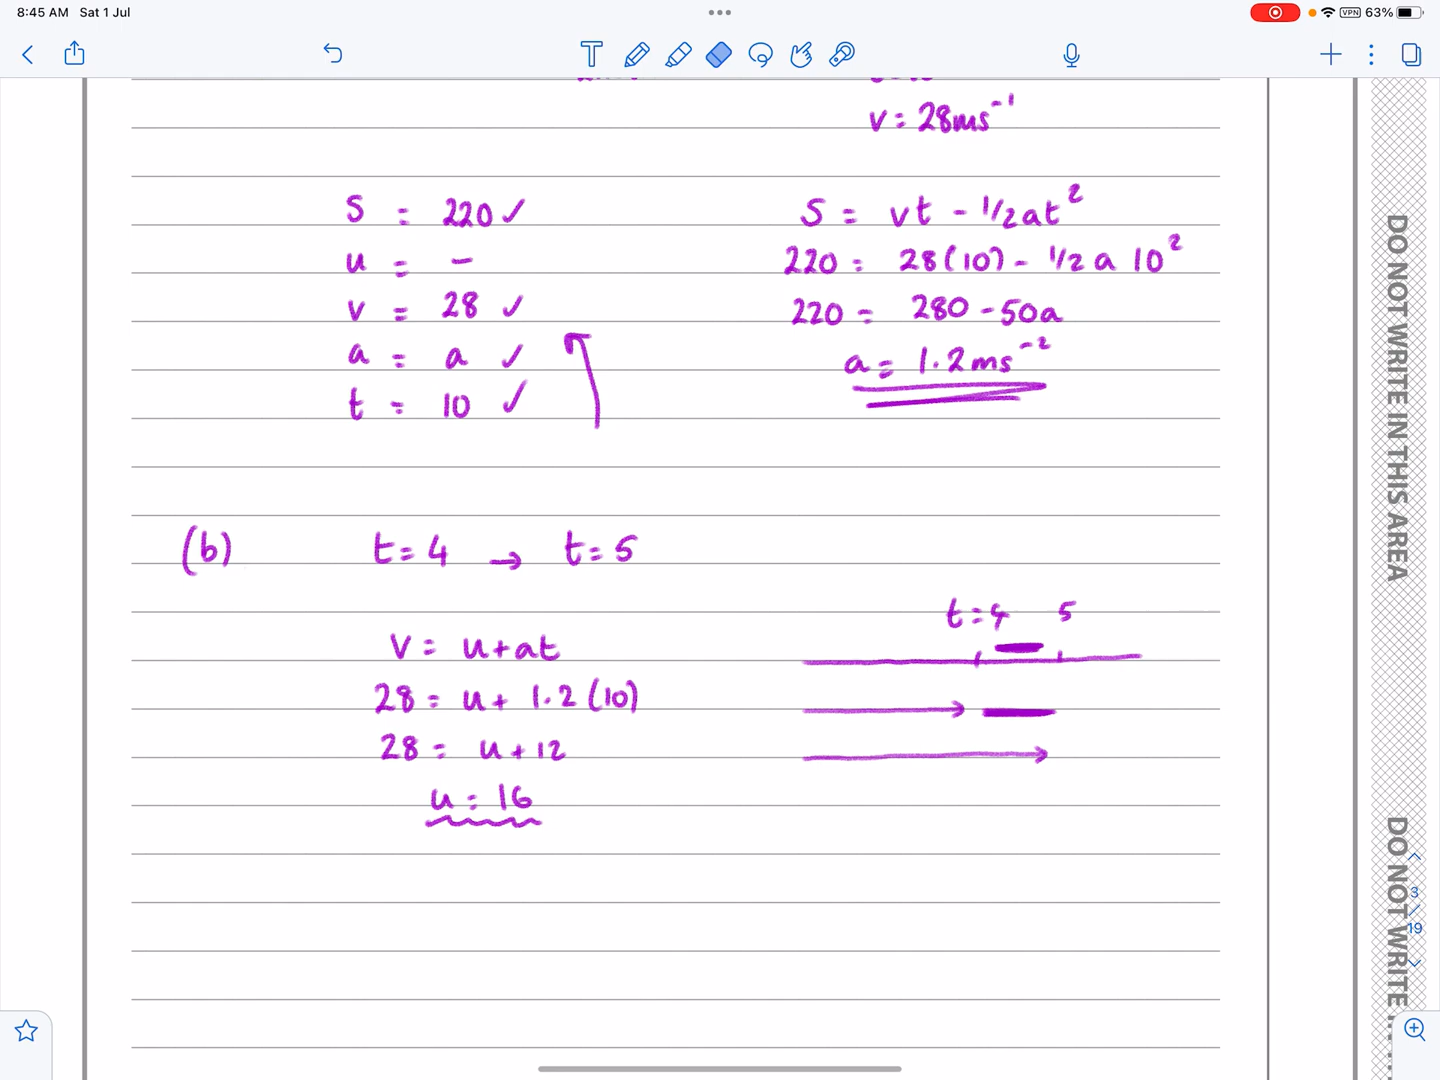 8:45 AM Sat 1 Jul
VPN 63%
v = 28ms⁻¹
S = 220 ✓
u = -
v = 28 ✓
a = a ✓
t = 10 ✓
S = vt - 1/2at²
220 = 28(10) - 1/2 a 10²
220 = 280 - 50a
a = 1.2ms⁻²
(b) t = 4 → t = 5
v = u+at
28 = u + 1.2(10)
28 = u + 12
u = 16
t = 4 5
DO NOT WRITE IN THIS AREA
DO NOT WRITE
3
/
19